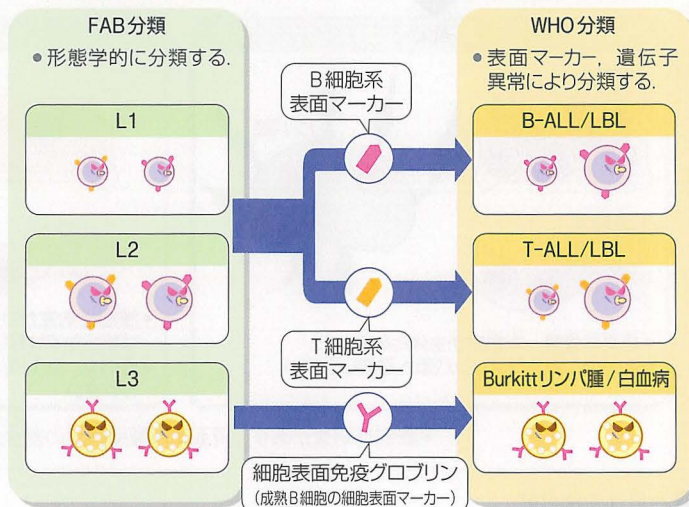 FAB分類
●形態学的に分類する.
L1
L2
L3
B細胞系
表面マーカー
T細胞系
表面マーカー
細胞表面免疫グロブリン
(成熟B細胞の細胞表面マーカー)
WHO分類
●表面マーカー，遺伝子
異常により分類する.
B-ALL/LBL
T-ALL/LBL
Burkittリンパ腫/白血病